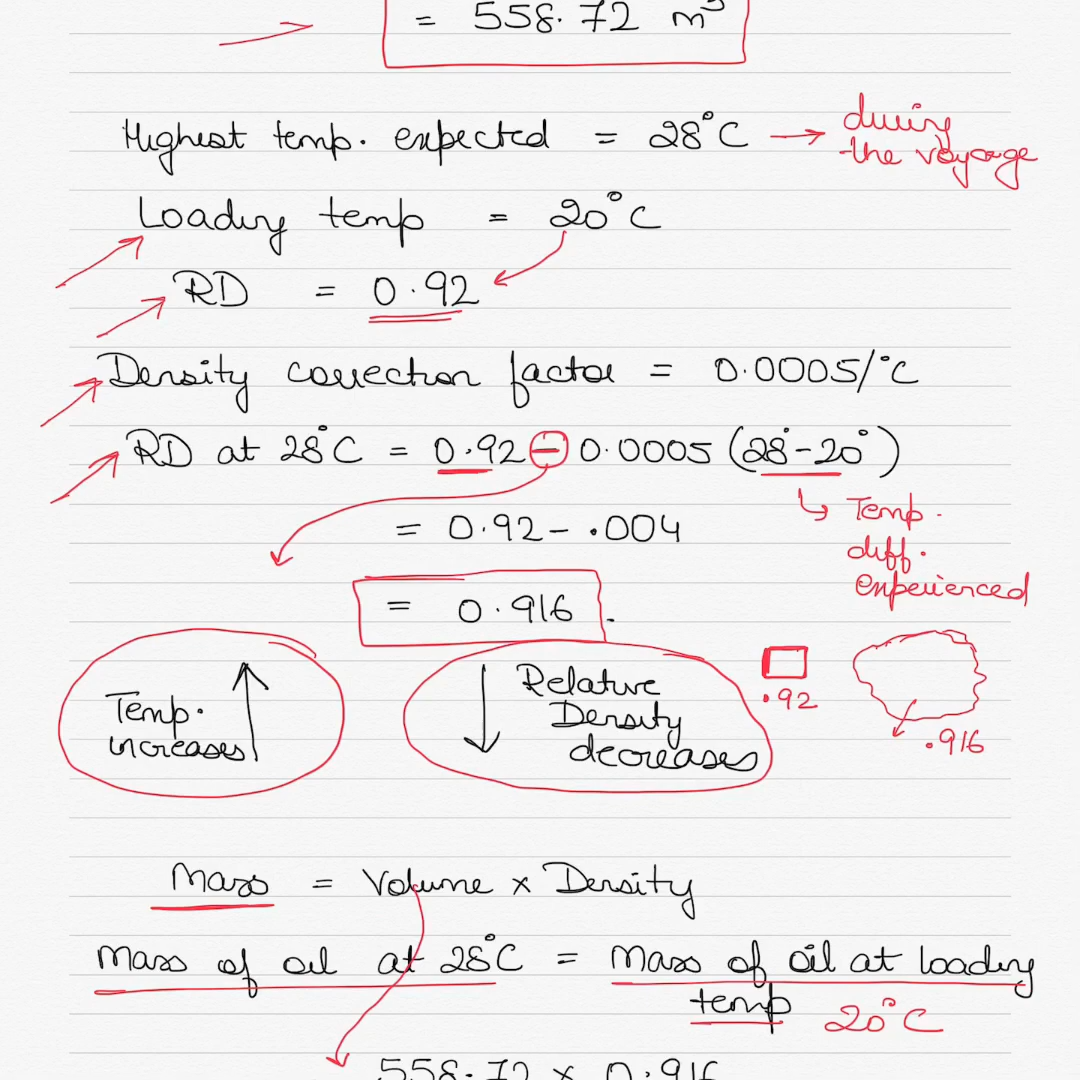 = 558.72 m³
Highest temp. expected = 28°C → during
the voyage
Loading temp = 20°C
RD = 0.92
Density correction factor = 0.0005/°C
RD at 28°C = 0.92 - 0.0005 (28° - 20°)
= 0.92 - .004
Temp.
diff.
experienced
= 0.916.
Temp.
increases ↑
↓ Relative
Density
decreases
.92
.916
Mass = Volume × Density
Mass of oil at 28°C = Mass of oil at loading
temp 20°C
558.72 × 0.916